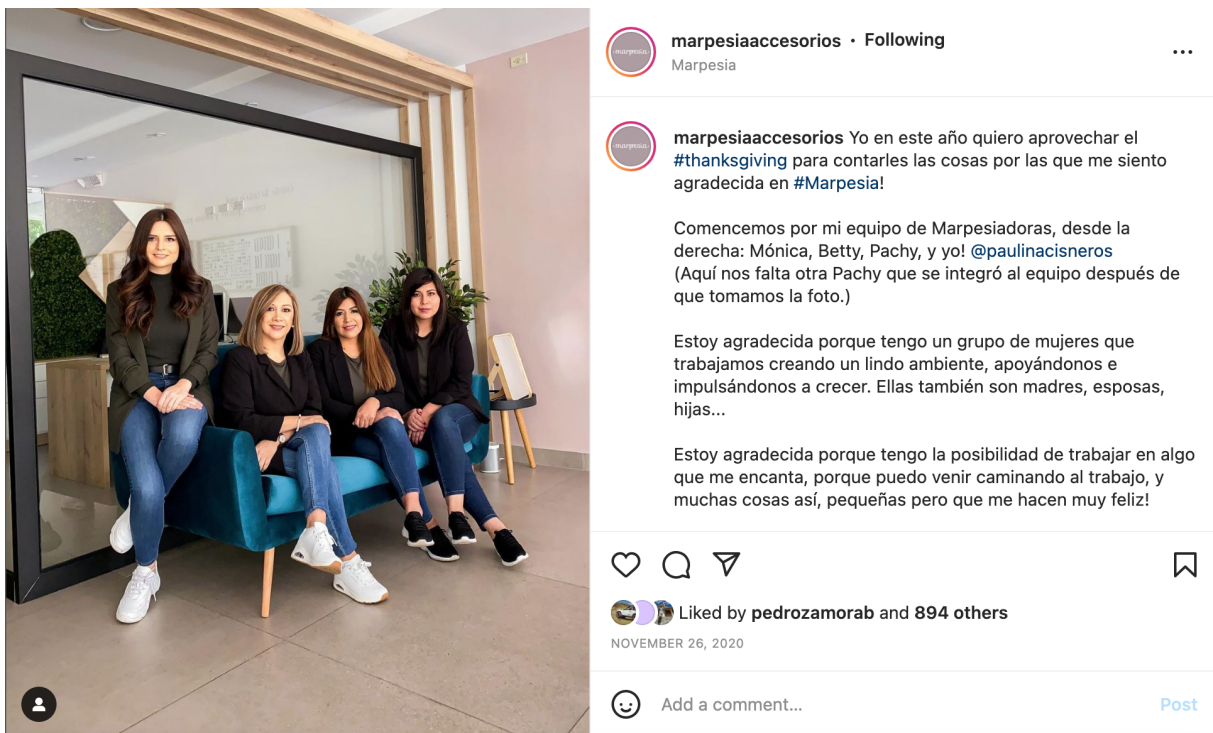 marpesia
marpesiaaccesorios • Following
Marpesia
marpesia
marpesiaaccesorios Yo en este año quiero aprovechar el
#thanksgiving para contarles las cosas por las que me siento
agradecida en #Marpesia!
Comencemos por mi equipo de Marpesiadoras, desde la
derecha: Mónica, Betty, Pachy, y yo! @paulinacisneros
(Aquí nos falta otra Pachy que se integró al equipo después de
que tomamos la foto.)
Estoy agradecida porque tengo un grupo de mujeres que
trabajamos creando un lindo ambiente, apoyándonos e
impulsándonos a crecer. Ellas también son madres, esposas,
hijas...
Estoy agradecida porque tengo la posibilidad de trabajar en algo
que me encanta, porque puedo venir caminando al trabajo, y
muchas cosas así, pequeñas pero que me hacen muy feliz!
Liked by pedrozamorab and 894 others
NOVEMBER 26, 2020
Add a comment...
Post